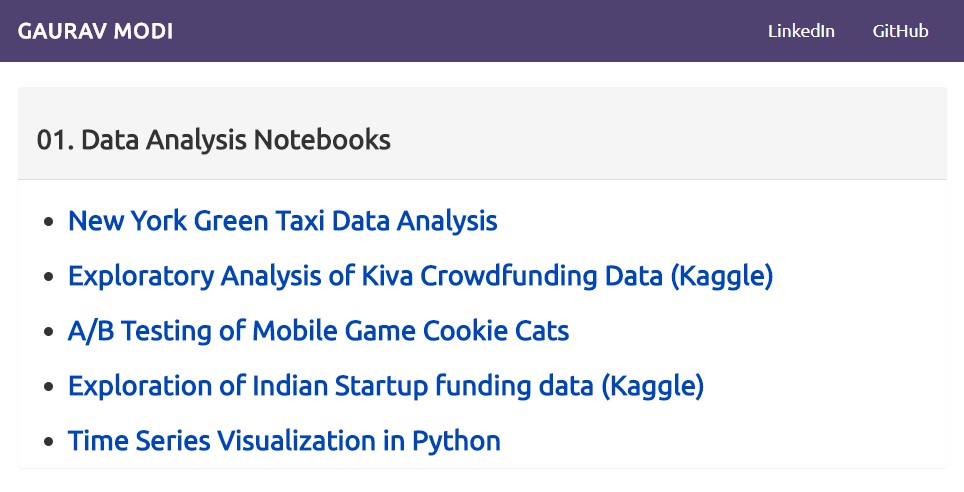 GAURAV MODI
LinkedIn
GitHub
01. Data Analysis Notebooks
New York Green Taxi Data Analysis
Exploratory Analysis of Kiva Crowdfunding Data (Kaggle)
A/B Testing of Mobile Game Cookie Cats
Exploration of Indian Startup funding data (Kaggle)
Time Series Visualization in Python